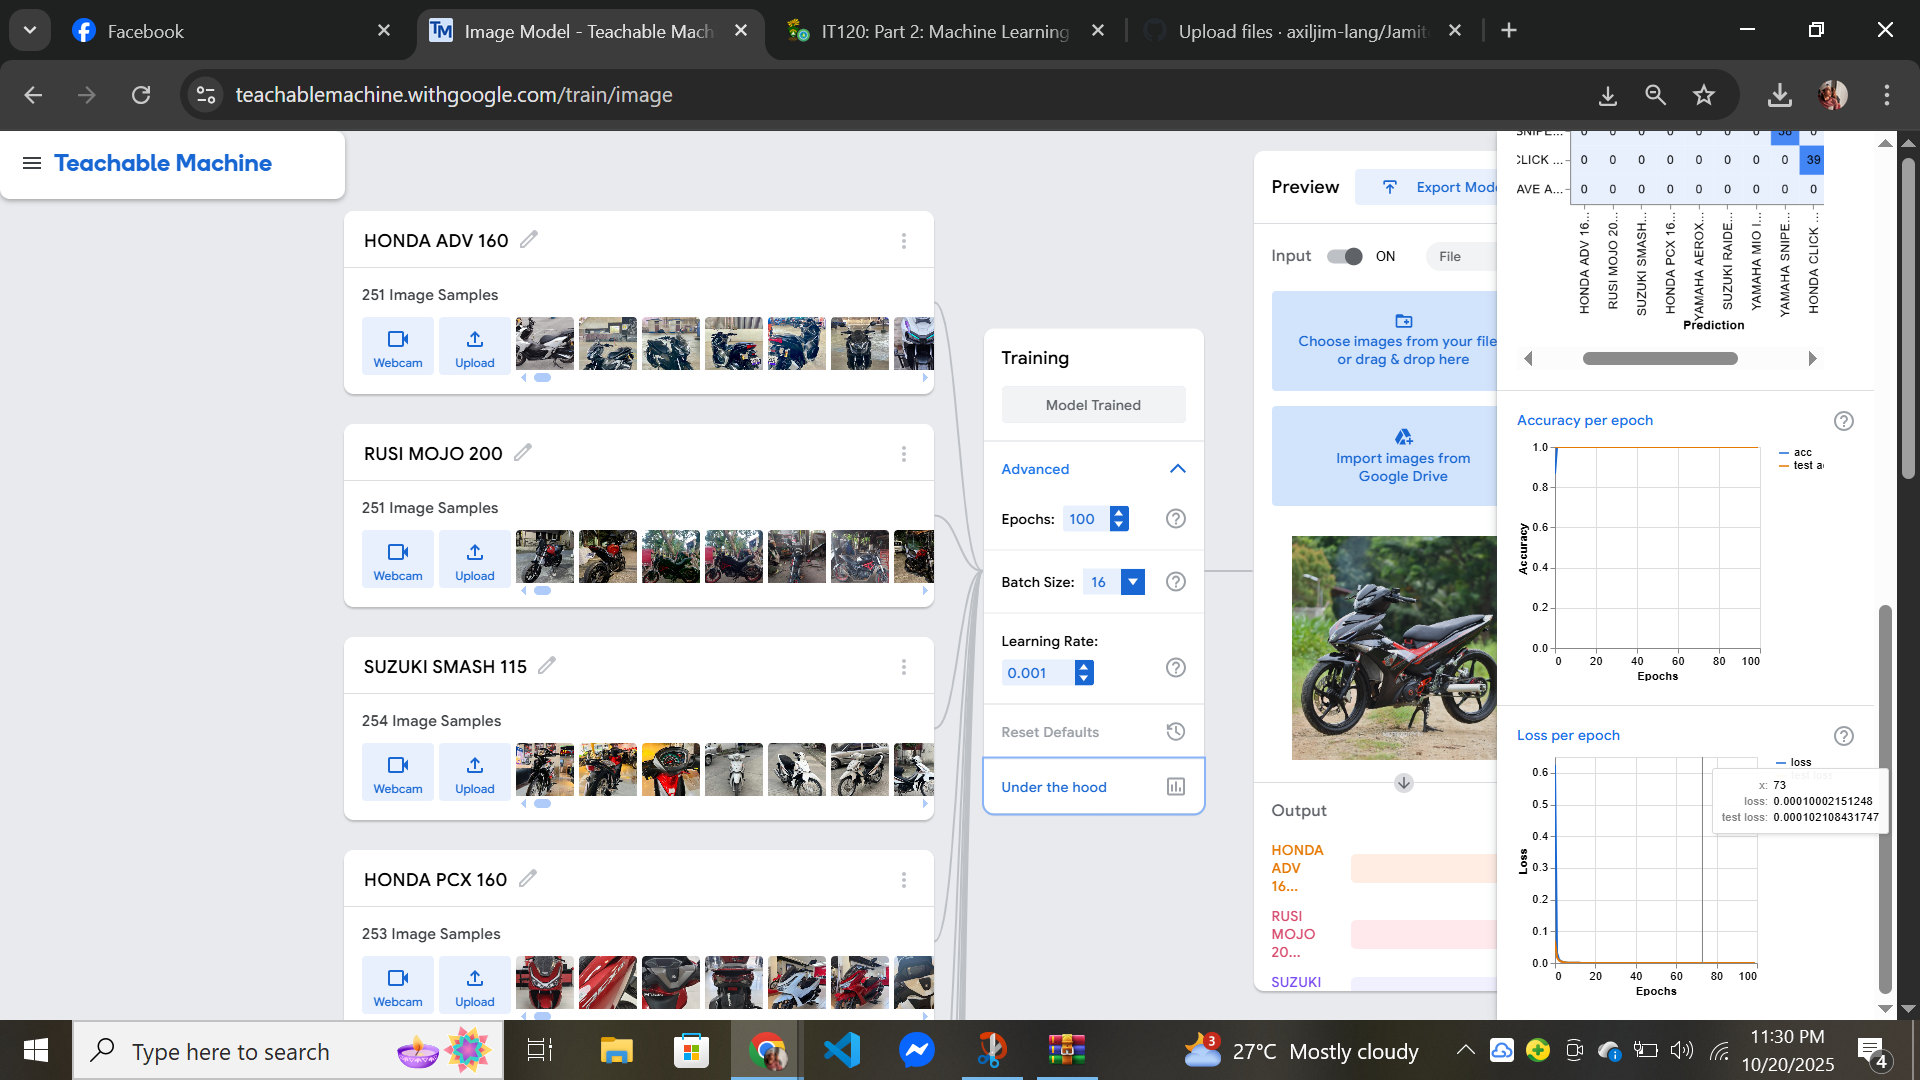 Facebook
Image Model - Teachable Mach
IT120: Part 2: Machine Learning
Upload files · axiljim-lang/Jamit
teachablemachine.withgoogle.com/train/image
Teachable Machine
HONDA ADV 160
251 Image Samples
Webcam
Upload
RUSI MOJO 200
251 Image Samples
Webcam
Upload
SUZUKI SMASH 115
254 Image Samples
Webcam
Upload
HONDA PCX 160
253 Image Samples
Webcam
Upload
Training
Model Trained
Advanced
Epochs: 100
Batch Size: 16
Learning Rate:
0.001
Reset Defaults
Under the hood
Preview
Export Mode
Input ON File
Choose images from your file
or drag & drop here
Import images from
Google Drive
Output
HONDA
ADV
16...
RUSI
MOJO
20...
SUZUKI
SNIPE... 0 0 0 0 0 0 0 38 0
CLICK ... 0 0 0 0 0 0 0 0 39
AVE A... 0 0 0 0 0 0 0 0 0
HONDA ADV 16...
RUSI MOJO 20...
SUZUKI SMASH...
HONDA PCX 16...
YAMAHA AEROX...
SUZUKI RAIDE...
YAMAHA MIO I...
YAMAHA SNIPE...
HONDA CLICK ...
Prediction
Accuracy per epoch
1.0
0.8
0.6
0.4
0.2
0.0
Accuracy
0 20 40 60 80 100
Epochs
acc
test a
Loss per epoch
0.6
0.5
0.4
0.3
0.2
0.1
0.0
Loss
0 20 40 60 80 100
Epochs
loss
test loss
x: 73
loss: 0.00010002151248
test loss: 0.000102108431747
Type here to search
3
27°C Mostly cloudy
11:30 PM
10/20/2025
4